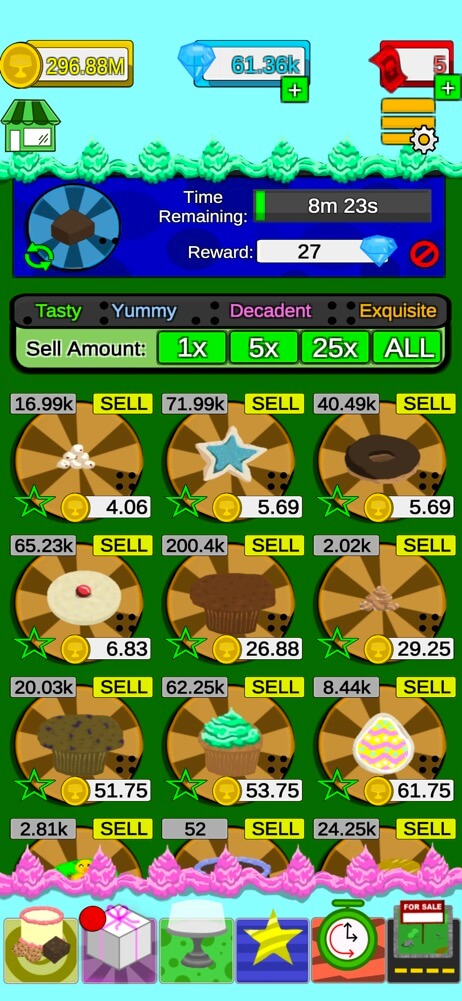 296.88M 61.36k 5
Time
Remaining: 8m 23s
Reward: 27
Tasty Yummy Decadent Exquisite
Sell Amount: 1x 5x 25x ALL
16.99k SELL 71.99k SELL 40.49k SELL
4.06 5.69 5.69
65.23k SELL 200.4k SELL 2.02k SELL
6.83 26.88 29.25
20.03k SELL 62.25k SELL 8.44k SELL
51.75 53.75 61.75
2.81k SELL 52 SELL 24.25k SELL
FOR SALE